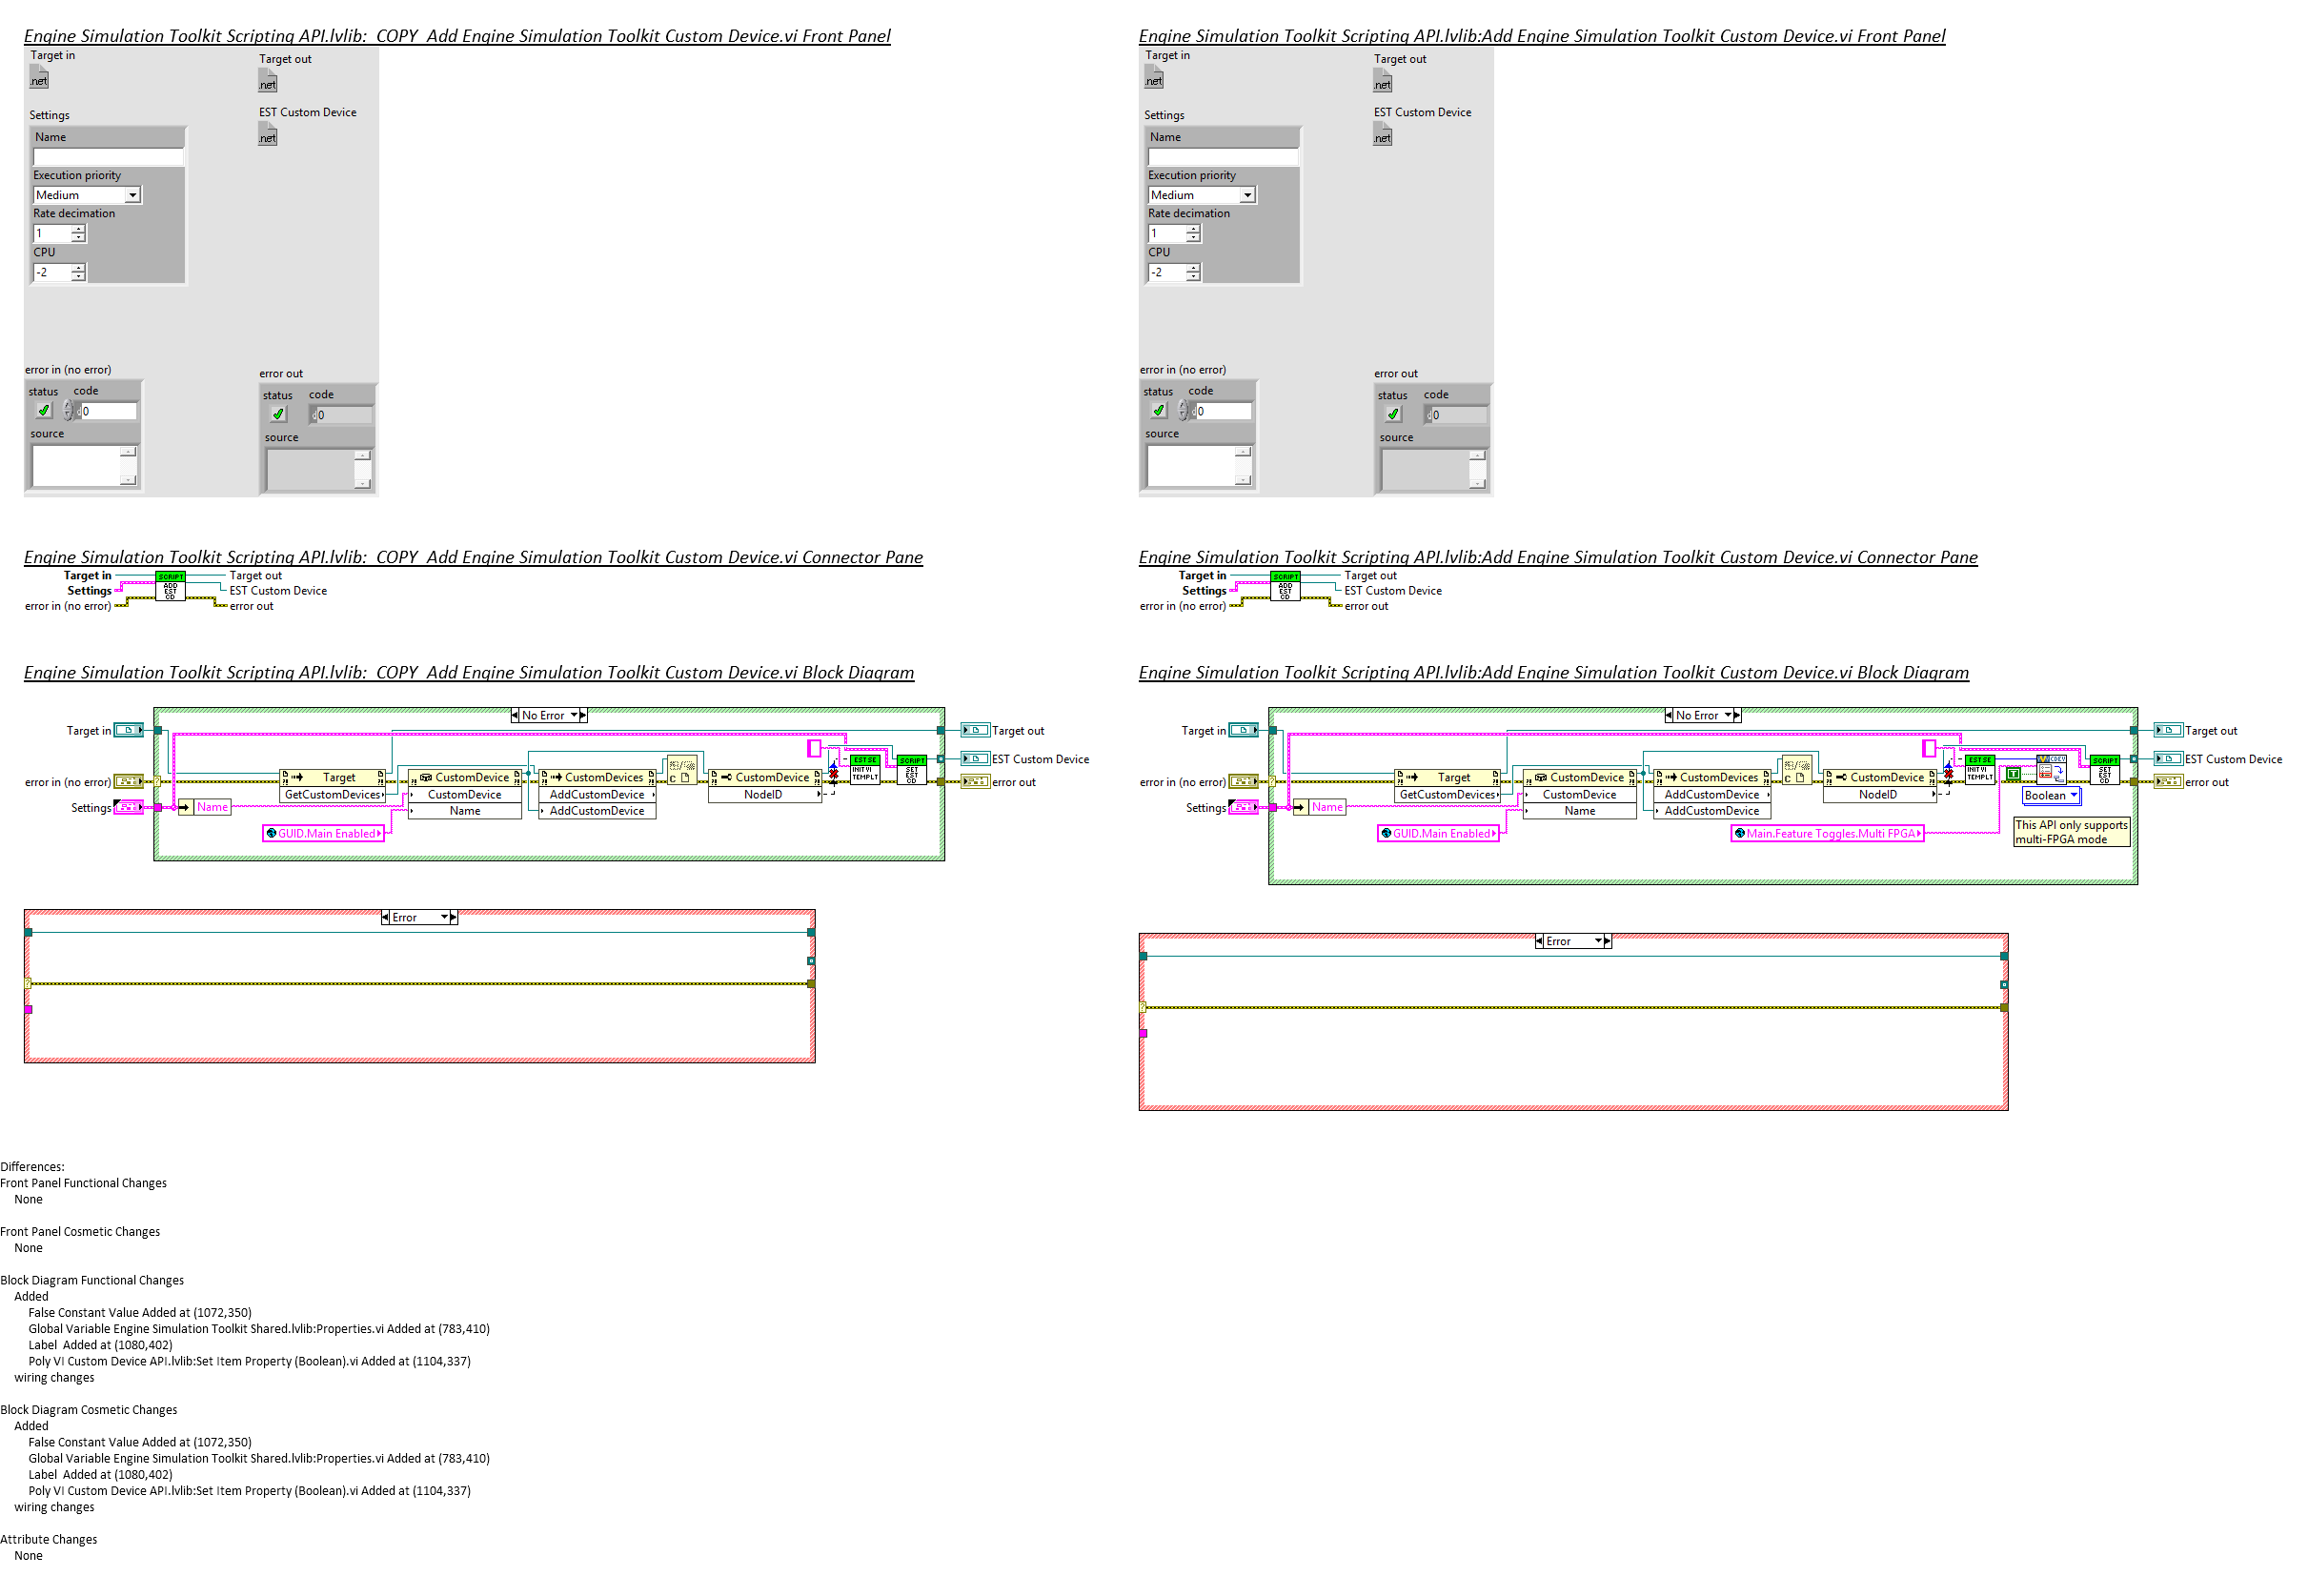 Engine Simulation Toolkit Scripting API.lvlib:_COPY_Add Engine Simulation Toolkit Custom Device.vi Front Panel
Target in
.net
Target out
.net
Settings
EST Custom Device
.net
Name
Execution priority
Medium
Rate decimation
1
CPU
-2
error in (no error)
status code
0
source
error out
status code
0
source
Engine Simulation Toolkit Scripting API.lvlib:Add Engine Simulation Toolkit Custom Device.vi Front Panel
Target in
.net
Target out
.net
Settings
EST Custom Device
.net
Name
Execution priority
Medium
Rate decimation
1
CPU
-2
error in (no error)
status code
0
source
error out
status code
0
source
Engine Simulation Toolkit Scripting API.lvlib:_COPY_Add Engine Simulation Toolkit Custom Device.vi Connector Pane
Target in
Settings
error in (no error)
SCRIPT
ADD
EST
CD
Target out
EST Custom Device
error out
Engine Simulation Toolkit Scripting API.lvlib:Add Engine Simulation Toolkit Custom Device.vi Connector Pane
Target in
Settings
error in (no error)
SCRIPT
ADD
EST
CD
Target out
EST Custom Device
error out
Engine Simulation Toolkit Scripting API.lvlib:_COPY_Add Engine Simulation Toolkit Custom Device.vi Block Diagram
No Error
Target in
error in (no error)
Settings
Name
Target
GetCustomDevices
GUID.Main Enabled
CustomDevice
CustomDevice
Name
CustomDevices
AddCustomDevice
AddCustomDevice
CustomDevice
NodeID
EST SE
INIT VI
TEMPLT
SCRIPT
SET
EST
CD
Target out
EST Custom Device
error out
Error
Engine Simulation Toolkit Scripting API.lvlib:Add Engine Simulation Toolkit Custom Device.vi Block Diagram
No Error
Target in
error in (no error)
Settings
Name
Target
GetCustomDevices
GUID.Main Enabled
CustomDevice
CustomDevice
Name
CustomDevices
AddCustomDevice
AddCustomDevice
CustomDevice
NodeID
Main.Feature Toggles.Multi FPGA
EST SE
INIT VI
TEMPLT
T
CDEV
Boolean
SCRIPT
SET
EST
CD
This API only supports
multi-FPGA mode
Target out
EST Custom Device
error out
Error
Differences:
Front Panel Functional Changes
None
Front Panel Cosmetic Changes
None
Block Diagram Functional Changes
Added
False Constant Value Added at (1072,350)
Global Variable Engine Simulation Toolkit Shared.lvlib:Properties.vi Added at (783,410)
Label  Added at (1080,402)
Poly VI Custom Device API.lvlib:Set Item Property (Boolean).vi Added at (1104,337)
wiring changes
Block Diagram Cosmetic Changes
Added
False Constant Value Added at (1072,350)
Global Variable Engine Simulation Toolkit Shared.lvlib:Properties.vi Added at (783,410)
Label  Added at (1080,402)
Poly VI Custom Device API.lvlib:Set Item Property (Boolean).vi Added at (1104,337)
wiring changes
Attribute Changes
None